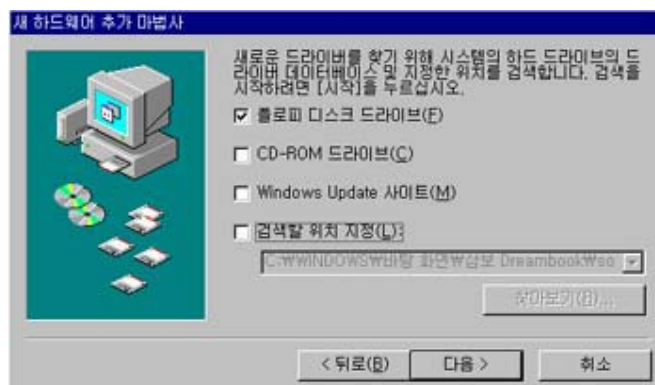 새 하드웨어 추가 마법사
새로운 드라이버를 찾기 위해 시스템의 하드 드라이브의 드
라이버 데이터베이스 및 지정한 위치를 검색합니다. 검색을
시작하려면 [시작]을 누르십시오.
플로피 디스크 드라이브(F)
CD-ROM 드라이브(C)
Windows Update 사이트(M)
검색할 위치 지정(L):
C:₩WINDOWS₩바탕 화면₩삼보 Dreambook₩so
찾아보기(R)...
< 뒤로(B)
다음 >
취소